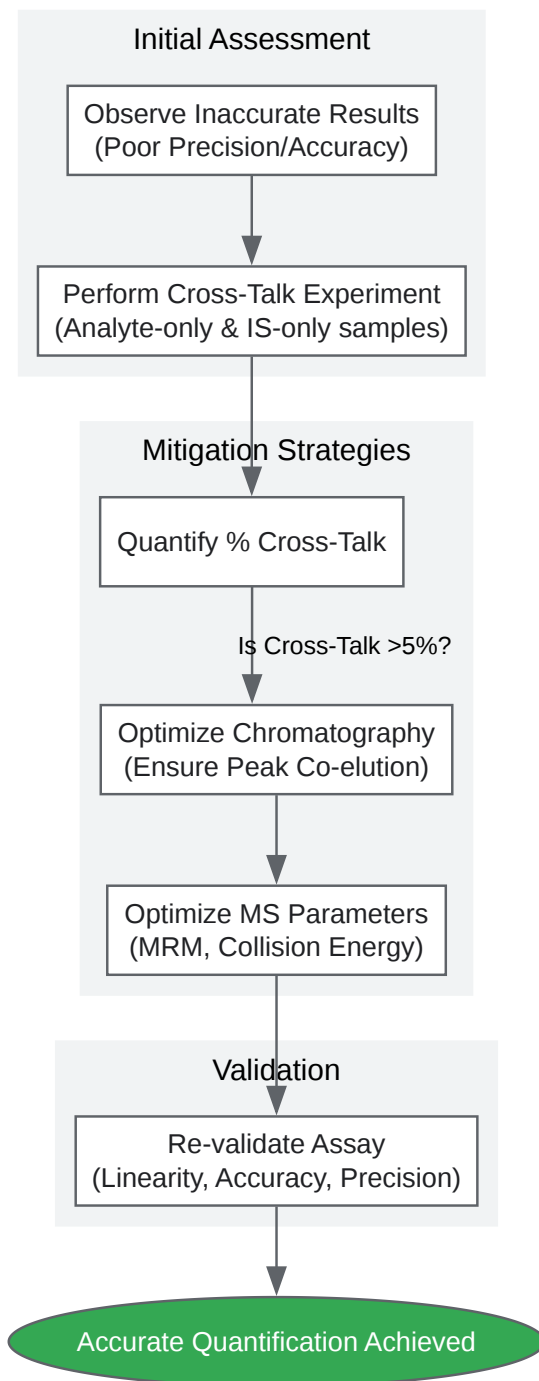 Initial Assessment
Observe Inaccurate Results
(Poor Precision/Accuracy)
Perform Cross-Talk Experiment
(Analyte-only & IS-only samples)
Mitigation Strategies
Quantify % Cross-Talk
Is Cross-Talk >5%?
Optimize Chromatography
(Ensure Peak Co-elution)
Optimize MS Parameters
(MRM, Collision Energy)
Validation
Re-validate Assay
(Linearity, Accuracy, Precision)
Accurate Quantification Achieved